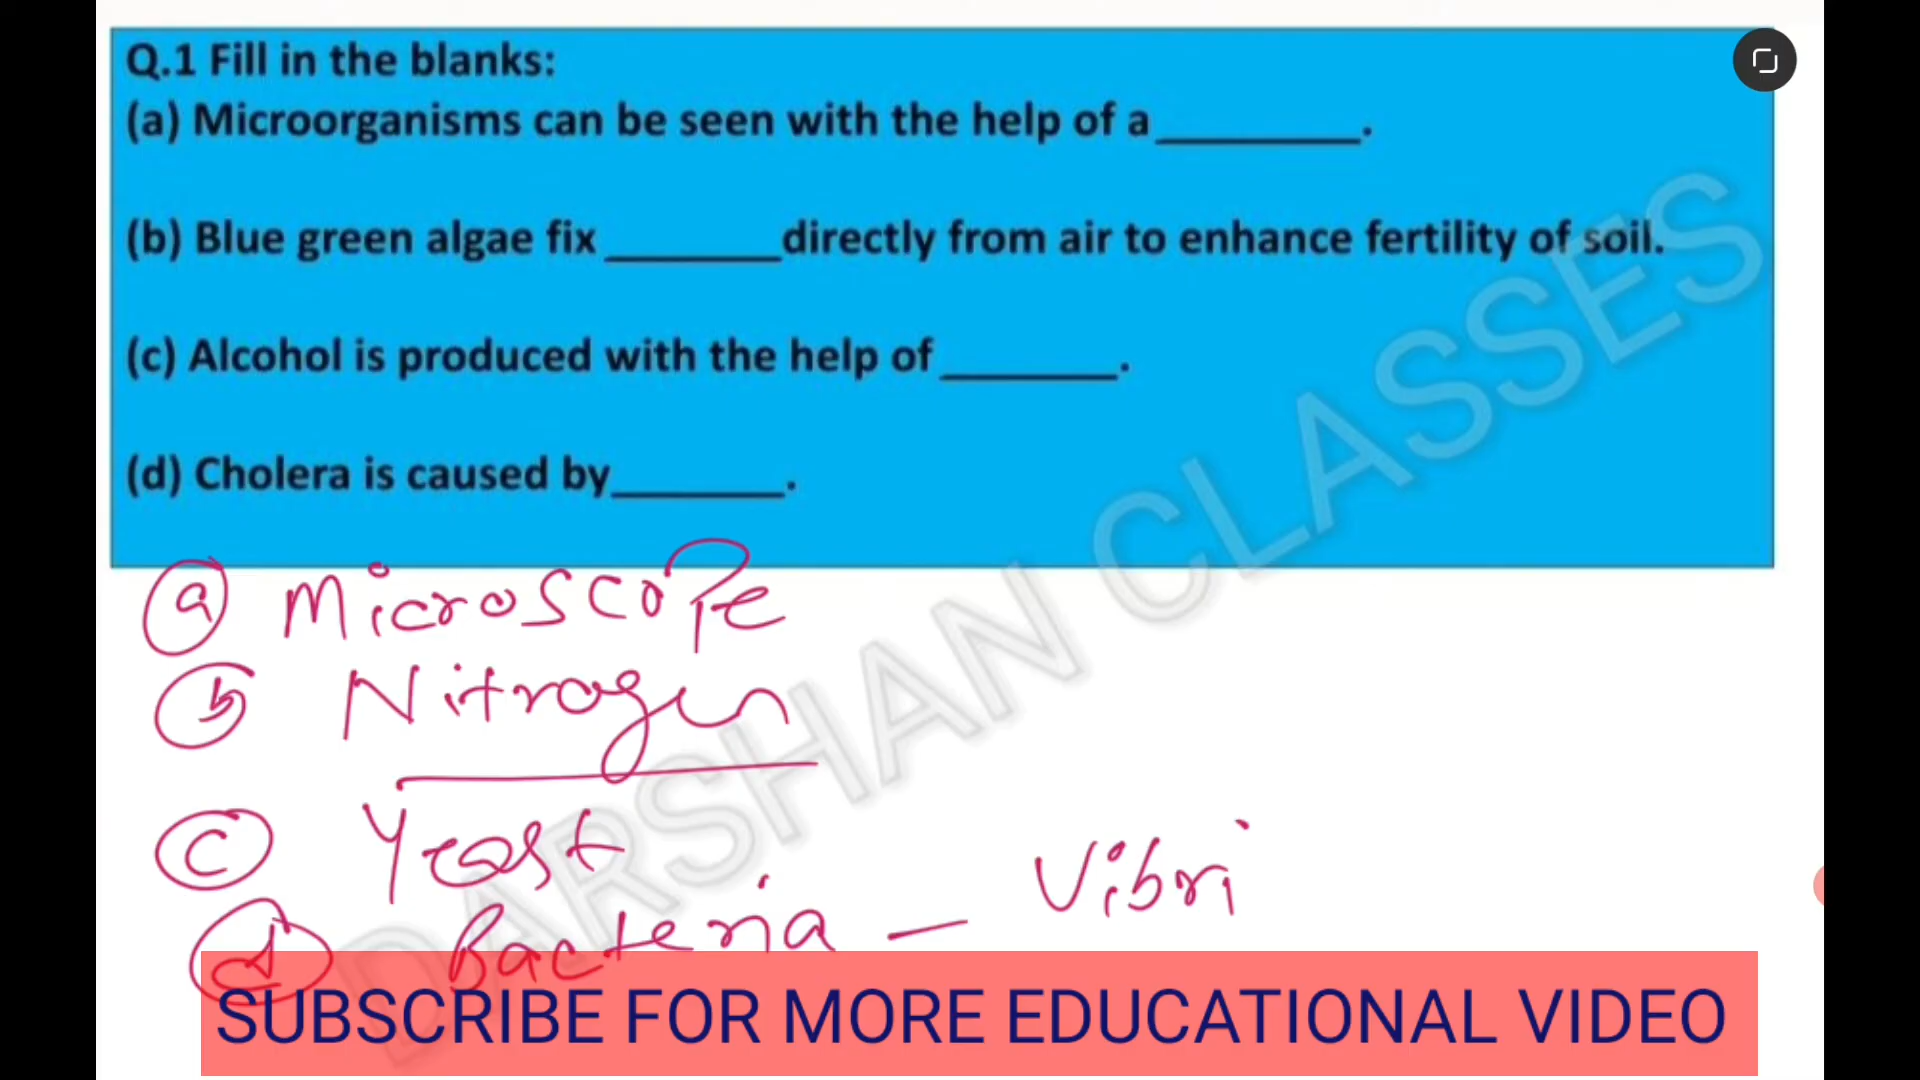 Q.1 Fill in the blanks:
(a) Microorganisms can be seen with the help of a _________.
(b) Blue green algae fix ________directly from air to enhance fertility of soil.
(c) Alcohol is produced with the help of ________.
(d) Cholera is caused by________.
(a) Microscope
(b) Nitrogen
(c) Yeast
(d) Bacteria – Vibri
DARSHAN CLASSES
SUBSCRIBE FOR MORE EDUCATIONAL VIDEO